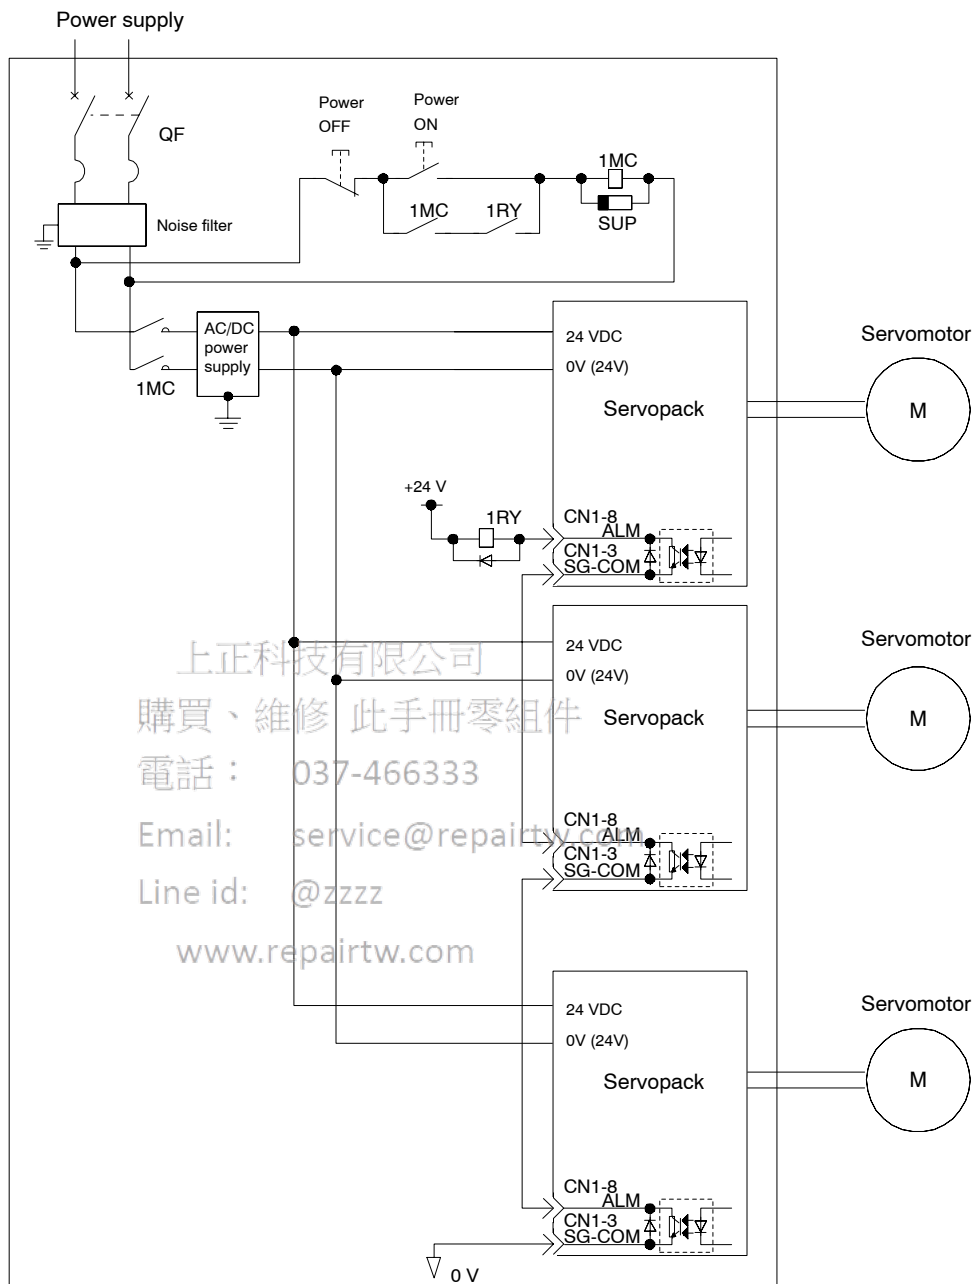 Power supply
Power
OFF
Power
ON
QF
1MC
SUP
1MC 1RY
Noise filter
AC/DC
power
supply
1MC
24 VDC
0V (24V)
Servopack
Servomotor
M
+24 V
1RY
CN1-8
ALM
CN1-3
SG-COM
24 VDC
0V (24V)
Servopack
Servomotor
M
上正科技有限公司
購買、維修 此手冊零組件
電話： 037-466333
Email: service@repairtw.com
Line id: @zzzz
www.repairtw.com
CN1-8
ALM
CN1-3
SG-COM
24 VDC
0V (24V)
Servopack
Servomotor
M
CN1-8
ALM
CN1-3
SG-COM
0 V